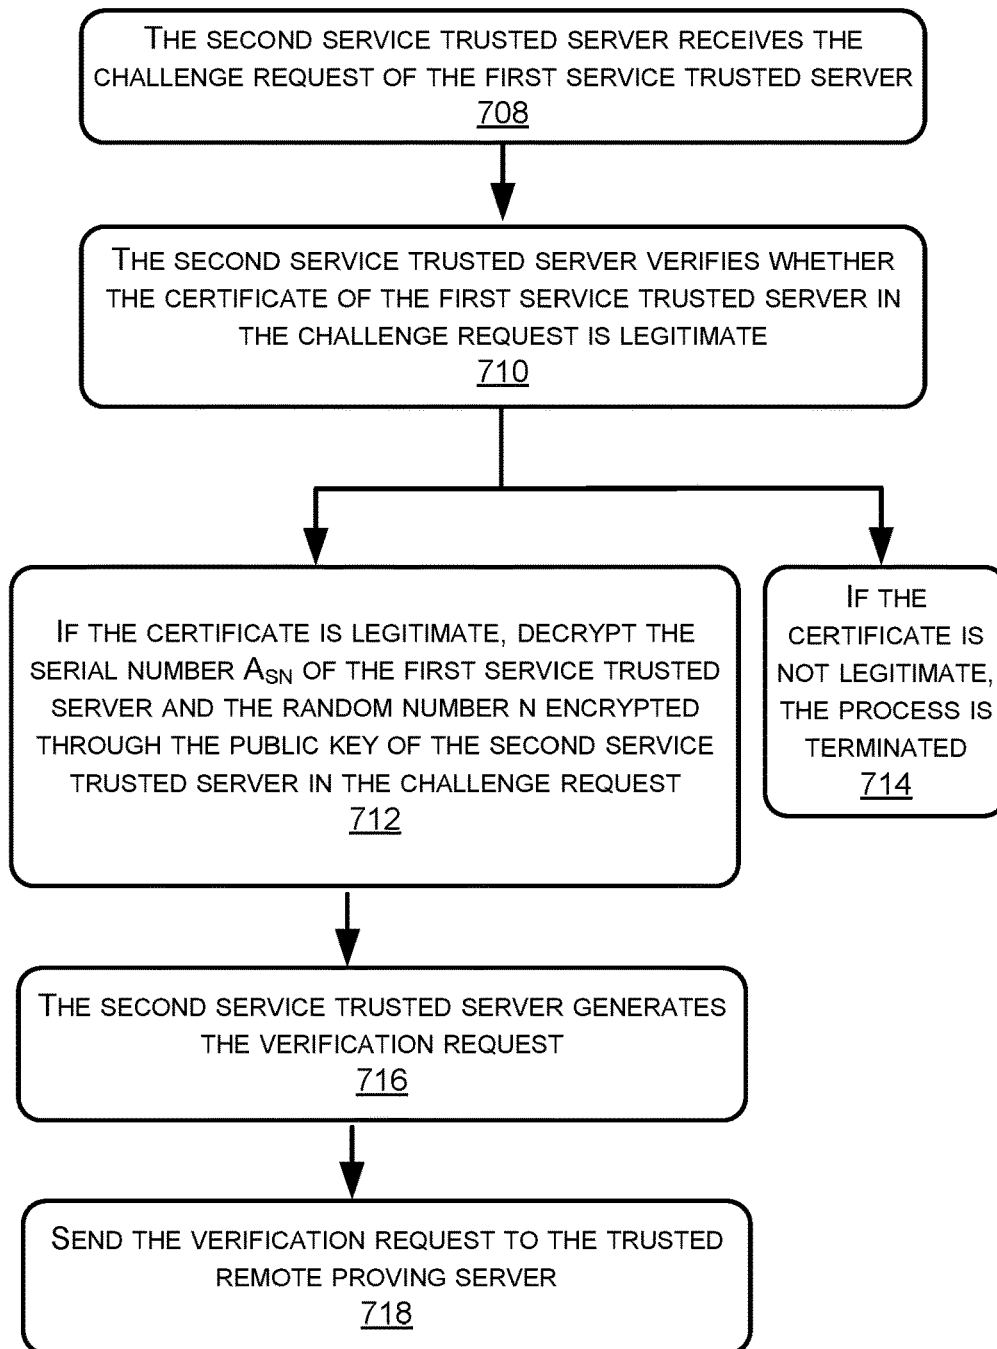 THE SECOND SERVICE TRUSTED SERVER RECEIVES THE
CHALLENGE REQUEST OF THE FIRST SERVICE TRUSTED SERVER
708
THE SECOND SERVICE TRUSTED SERVER VERIFIES WHETHER
THE CERTIFICATE OF THE FIRST SERVICE TRUSTED SERVER IN
THE CHALLENGE REQUEST IS LEGITIMATE
710
IF THE CERTIFICATE IS LEGITIMATE, DECRYPT THE
SERIAL NUMBER A_SN OF THE FIRST SERVICE TRUSTED
SERVER AND THE RANDOM NUMBER N ENCRYPTED
THROUGH THE PUBLIC KEY OF THE SECOND SERVICE
TRUSTED SERVER IN THE CHALLENGE REQUEST
712
IF THE
CERTIFICATE IS
NOT LEGITIMATE,
THE PROCESS IS
TERMINATED
714
THE SECOND SERVICE TRUSTED SERVER GENERATES
THE VERIFICATION REQUEST
716
SEND THE VERIFICATION REQUEST TO THE TRUSTED
REMOTE PROVING SERVER
718